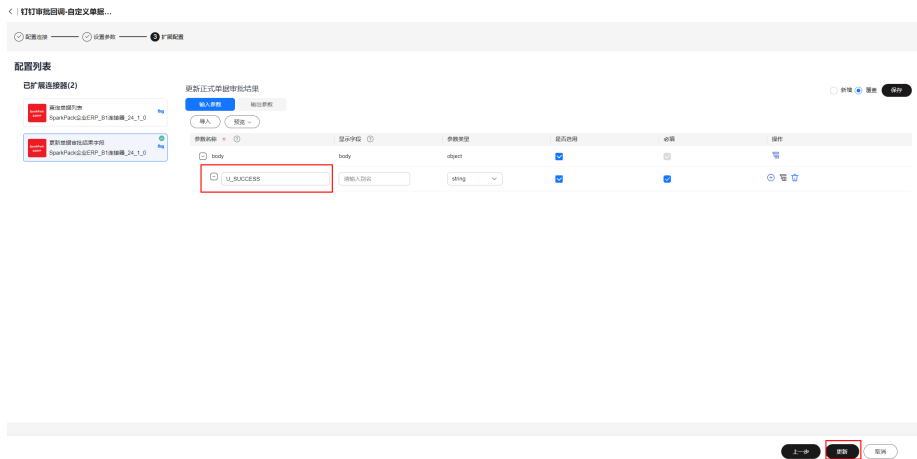 钉钉审批回调-自定义单据...
配置连接 设置参数 3 扩展配置
配置列表
已扩展连接器(2)
查询单据列表
SparkPack企业ERP_B1连接器_24_1_0
更新单据审批结果字段
SparkPack企业ERP_B1连接器_24_1_0
更新正式单据审批结果
新增 覆盖 保存
输入参数 输出参数
导入 预览
参数名称 * 显示字段 参数类型 是否启用 必填 操作
body body object
U_SUCCESS 请输入别名 string
上一步 更新 取消